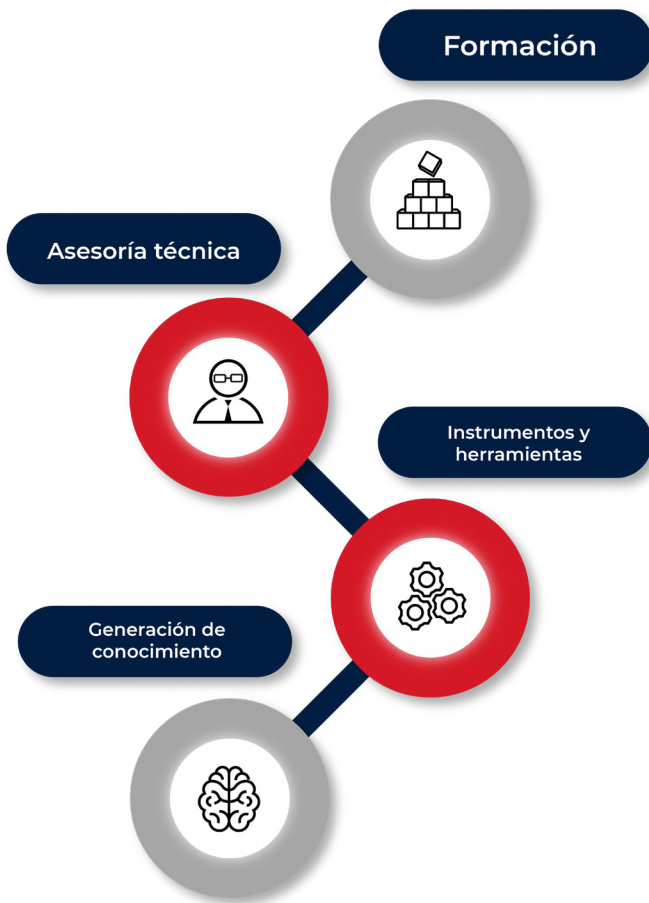 Formación
Asesoría técnica
Instrumentos y
herramientas
Generación de
conocimiento